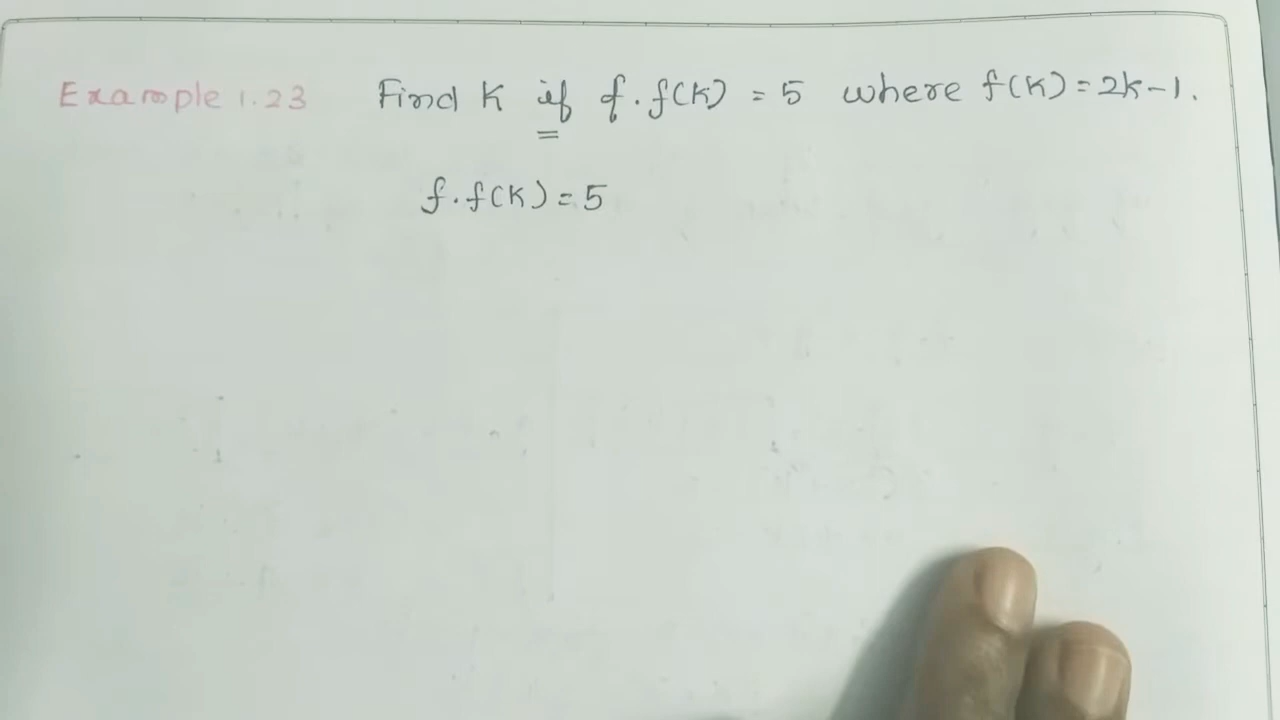 Example 1.23 Find K if f.f(K) = 5 where f(K) = 2k-1.
f.f(K) = 5